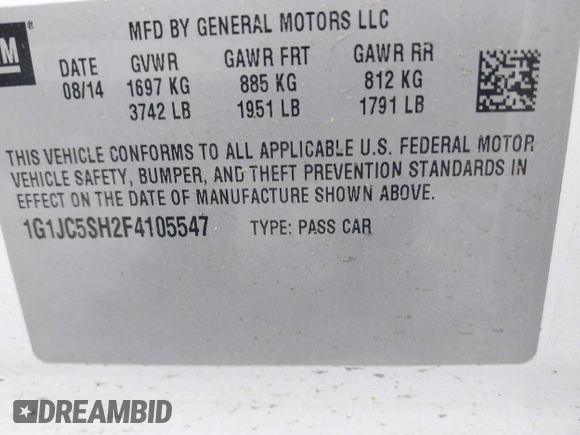 GM
MFD BY GENERAL MOTORS LLC
DATE GVWR GAWR FRT GAWR RR
08/14 1697 KG 885 KG 812 KG
3742 LB 1951 LB 1791 LB
THIS VEHICLE CONFORMS TO ALL APPLICABLE U.S. FEDERAL MOTOR
VEHICLE SAFETY, BUMPER, AND THEFT PREVENTION STANDARDS IN
EFFECT ON THE DATE OF MANUFACTURE SHOWN ABOVE.
1G1JC5SH2F4105547 TYPE: PASS CAR
DREAMBID